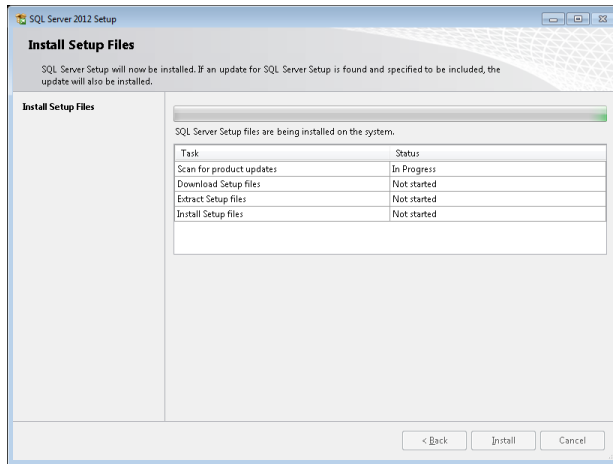 SQL Server 2012 Setup
Install Setup Files
SQL Server Setup will now be installed. If an update for SQL Server Setup is found and specified to be included, the
update will also be installed.
Install Setup Files
SQL Server Setup files are being installed on the system.
Task Status
Scan for product updates In Progress
Download Setup files Not started
Extract Setup files Not started
Install Setup files Not started
< Back Install Cancel